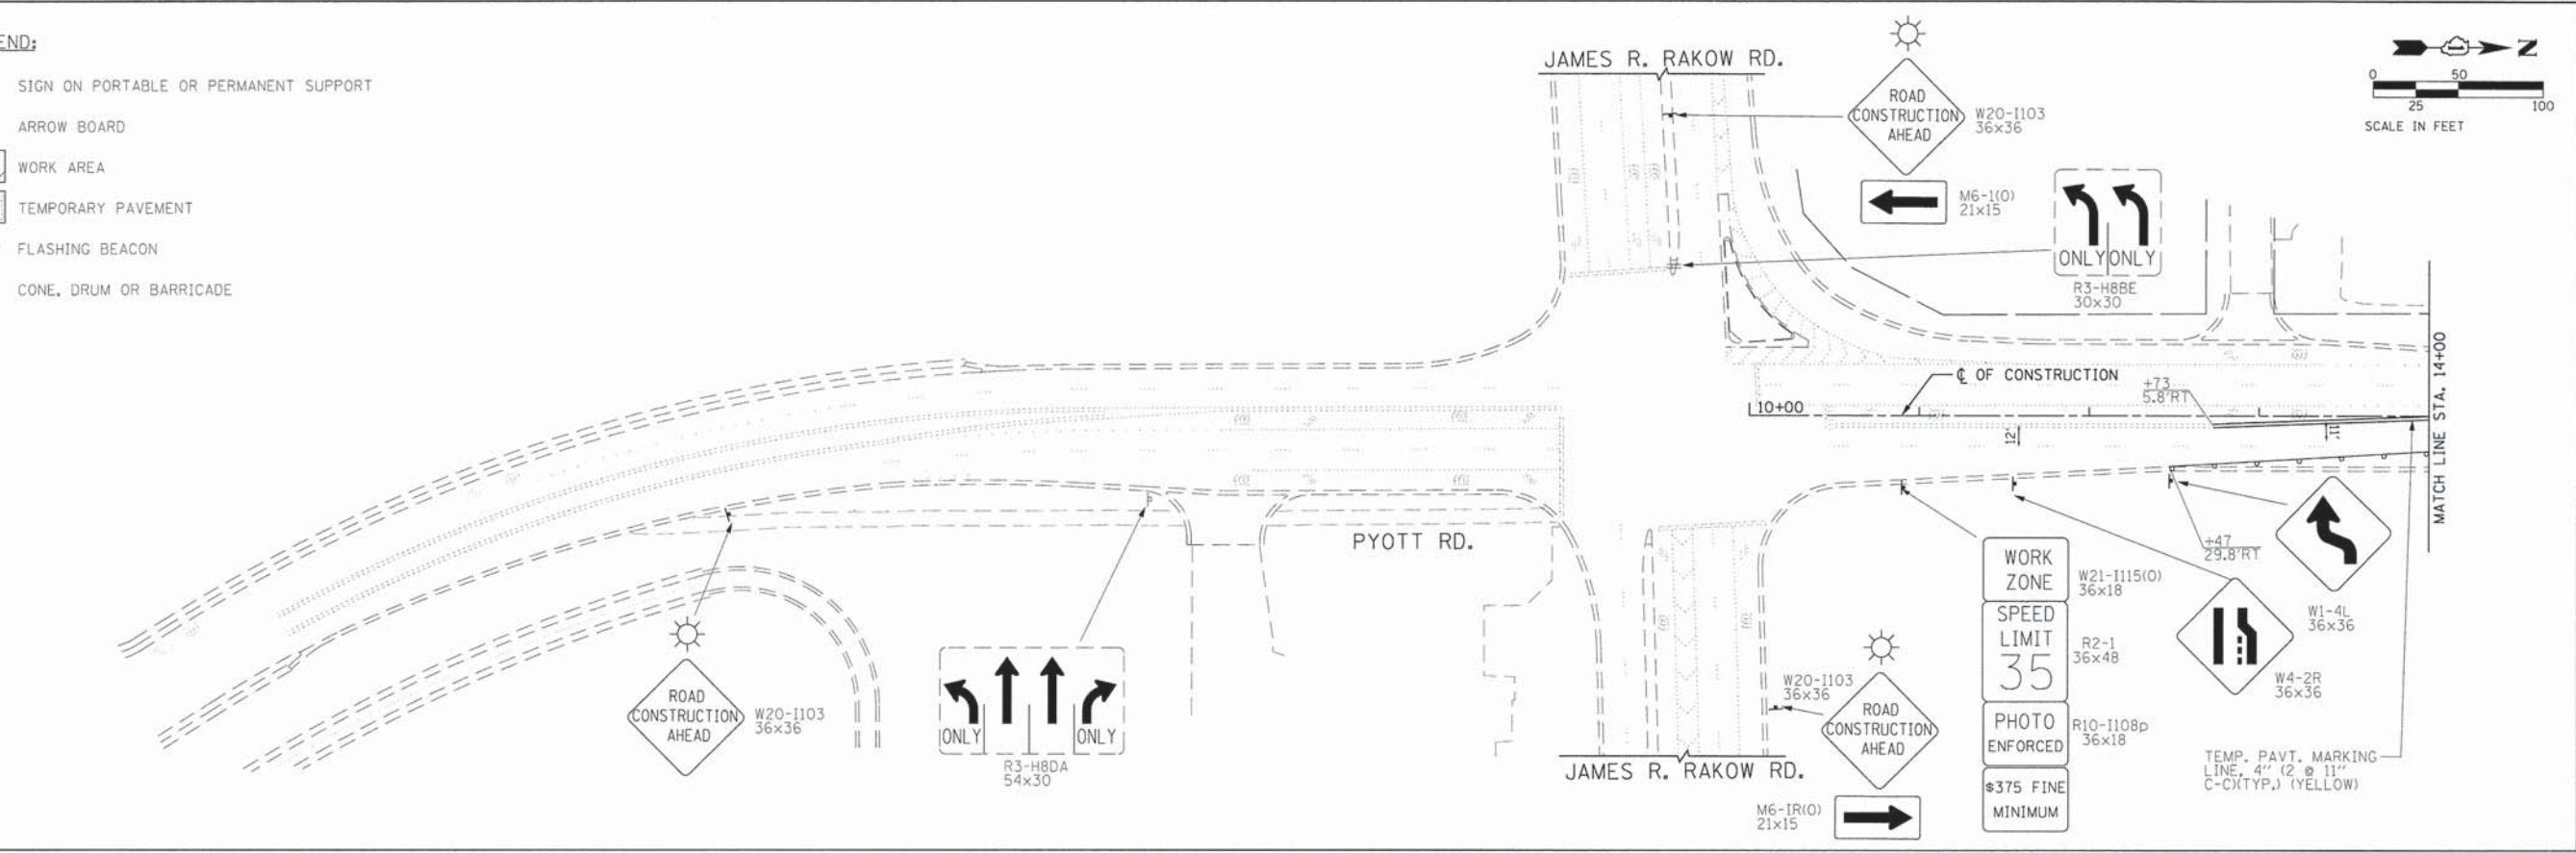 END:
SIGN ON PORTABLE OR PERMANENT SUPPORT
ARROW BOARD
WORK AREA
TEMPORARY PAVEMENT
FLASHING BEACON
CONE, DRUM OR BARRICADE
JAMES R. RAKOW RD.
ROAD
CONSTRUCTION
AHEAD
W20-I103
36x36
M6-1(O)
21x15
ONLY ONLY
R3-H8BE
30x30
N
0 50
25 100
SCALE IN FEET
℄ OF CONSTRUCTION
10+00
+73
5.8'RT
12'
11'
MATCH LINE STA. 14+00
PYOTT RD.
+47
29.8'RT
W1-4L
36x36
W4-2R
36x36
WORK
ZONE
W21-I115(O)
36x18
SPEED
LIMIT
35
R2-1
36x48
PHOTO
ENFORCED
R10-I108p
36x18
$375 FINE
MINIMUM
TEMP. PAVT. MARKING
LINE, 4" (2 @ 11"
C-C)(TYP.) (YELLOW)
ROAD
CONSTRUCTION
AHEAD
W20-I103
36x36
ONLY ONLY
R3-H8DA
54x30
W20-I103
36x36
ROAD
CONSTRUCTION
AHEAD
JAMES R. RAKOW RD.
M6-IR(O)
21x15